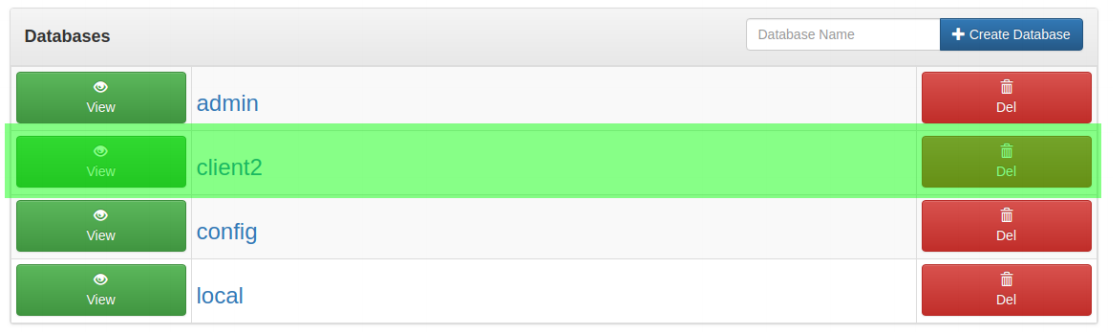 Databases Database Name Create Database
View admin Del
View client2 Del
View config Del
View local Del